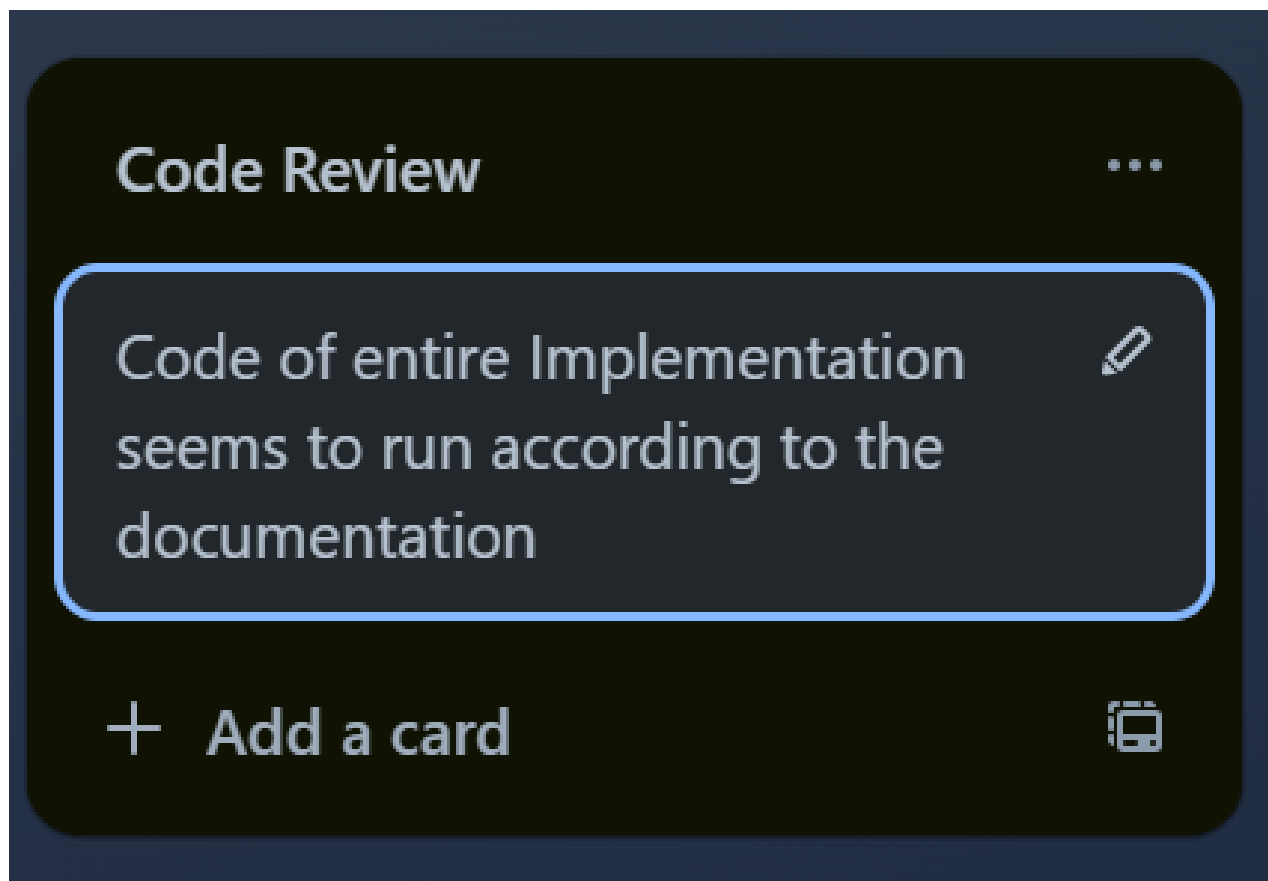 Code Review
Code of entire Implementation
seems to run according to the
documentation
Add a card